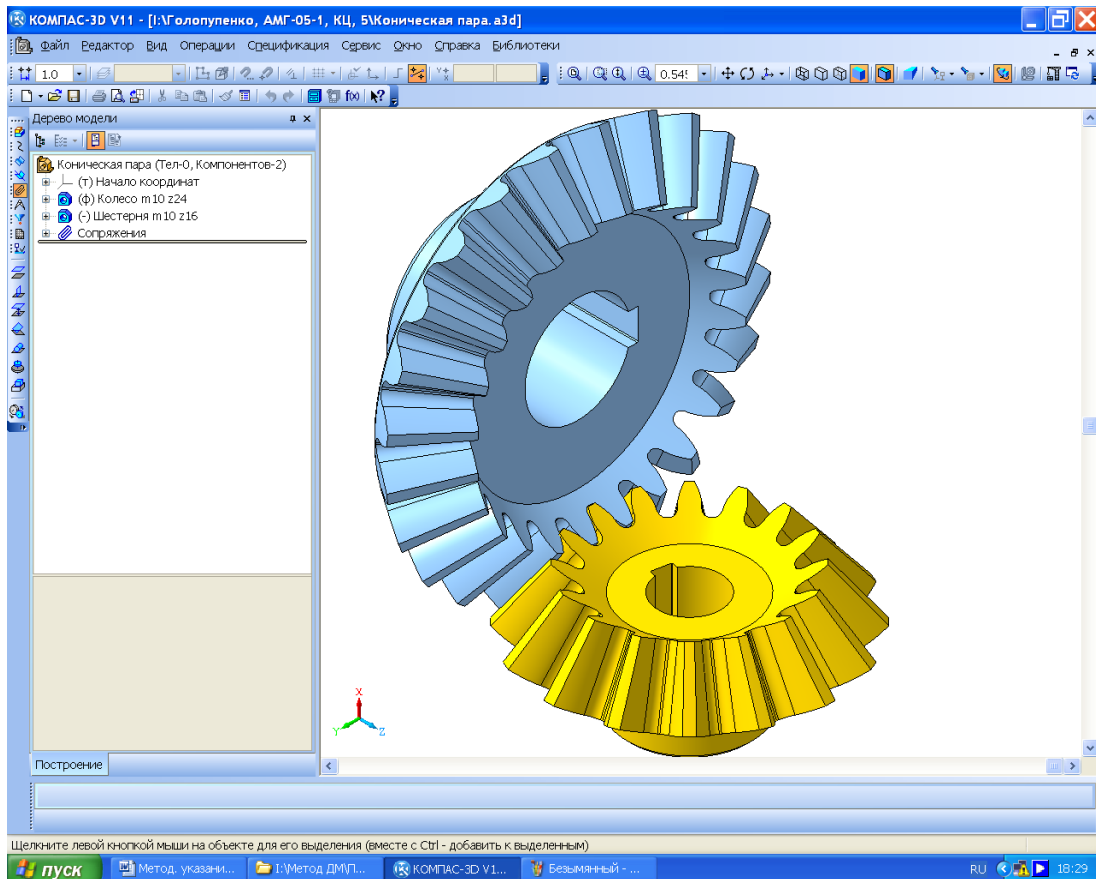 КОМПАС-3D V11 - [I:\Голопупенко, АМГ-05-1, КЦ, 5\Коническая пара.a3d]
Файл Редактор Вид Операции Спецификация Сервис Окно Справка Библиотеки
1.0 0.54!
Дерево модели
Коническая пара (Тел-0, Компонентов-2)
(т) Начало координат
(ф) Колесо m10 z24
(-) Шестерня m10 z16
Сопряжения
X
Y
Z
Построение
Щелкните левой кнопкой мыши на объекте для его выделения (вместе с Ctrl - добавить к выделенным)
пуск Метод. указани... I:\Метод ДМ\П... КОМПАС-3D V1... Безымянный - ... RU 18:29